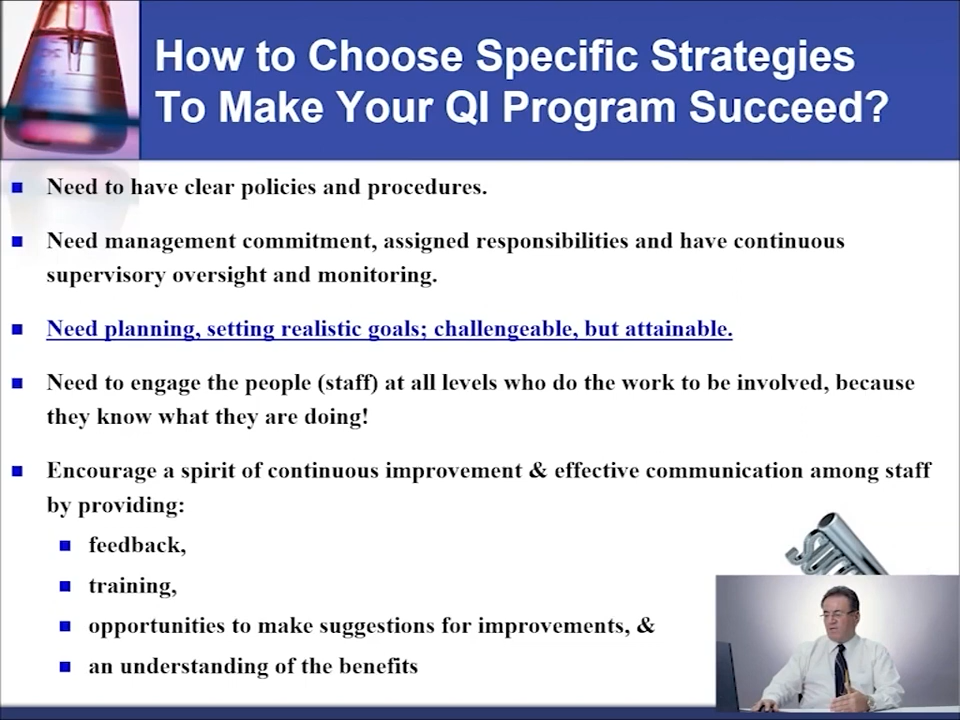 How to Choose Specific Strategies
To Make Your QI Program Succeed?
Need to have clear policies and procedures.
Need management commitment, assigned responsibilities and have continuous
supervisory oversight and monitoring.
Need planning, setting realistic goals; challengeable, but attainable.
Need to engage the people (staff) at all levels who do the work to be involved, because
they know what they are doing!
Encourage a spirit of continuous improvement & effective communication among staff
by providing:
feedback,
training,
opportunities to make suggestions for improvements, &
an understanding of the benefits